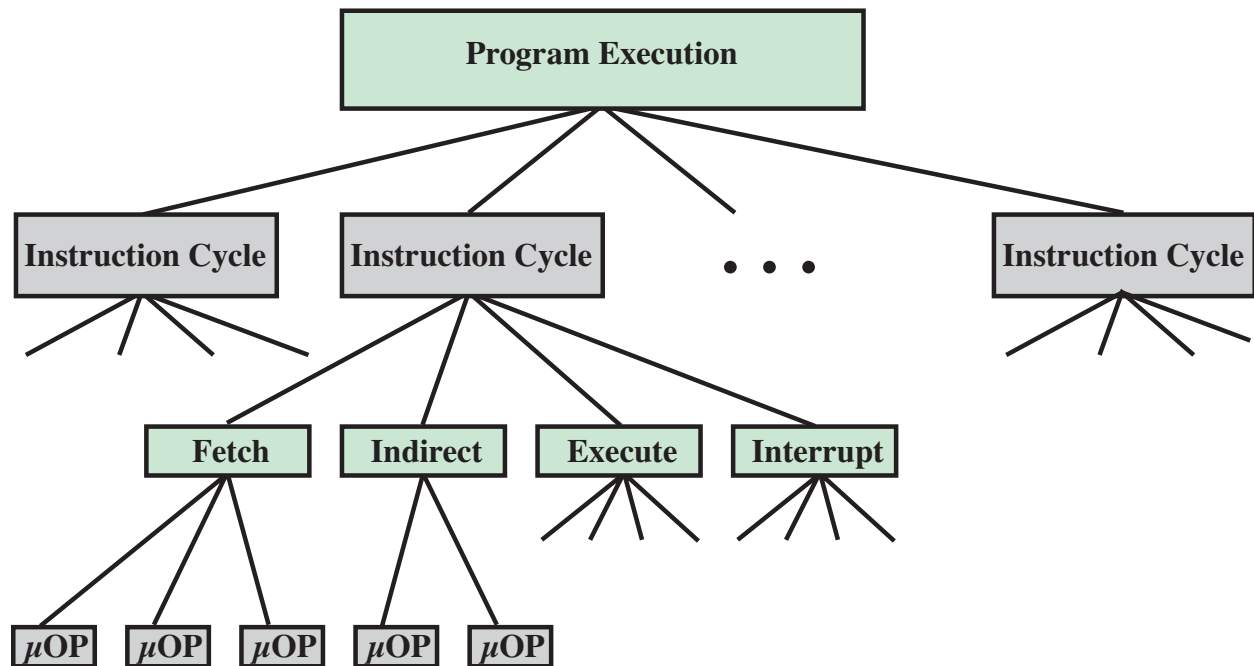 Program Execution
Instruction Cycle
Instruction Cycle
• • •
Instruction Cycle
Fetch
Indirect
Execute
Interrupt
µOP
µOP
µOP
µOP
µOP